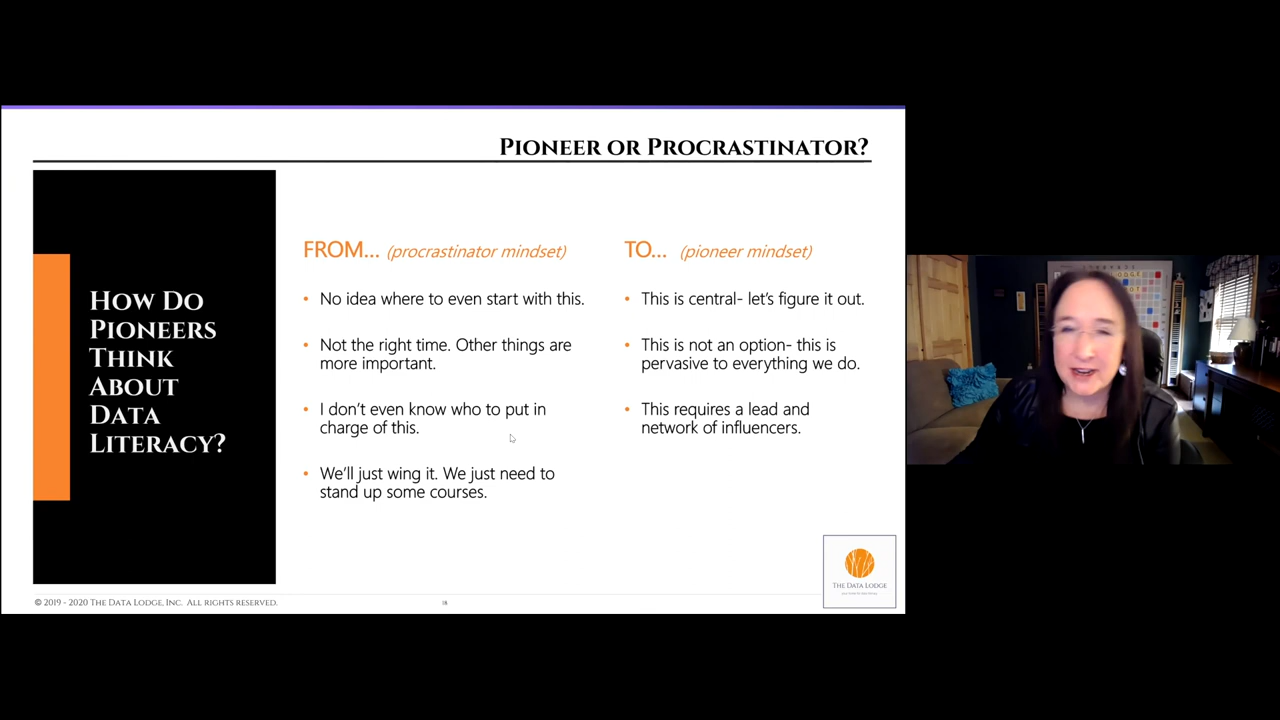 Pioneer or Procrastinator?
How Do
Pioneers
Think
About
Data
Literacy?
FROM... (procrastinator mindset)
• No idea where to even start with this.
• Not the right time. Other things are
more important.
• I don't even know who to put in
charge of this.
• We'll just wing it. We just need to
stand up some courses.
TO... (pioneer mindset)
• This is central- let's figure it out.
• This is not an option- this is
pervasive to everything we do.
• This requires a lead and
network of influencers.
The Data Lodge
© 2019 - 2020 The Data Lodge, Inc. All rights reserved.
18